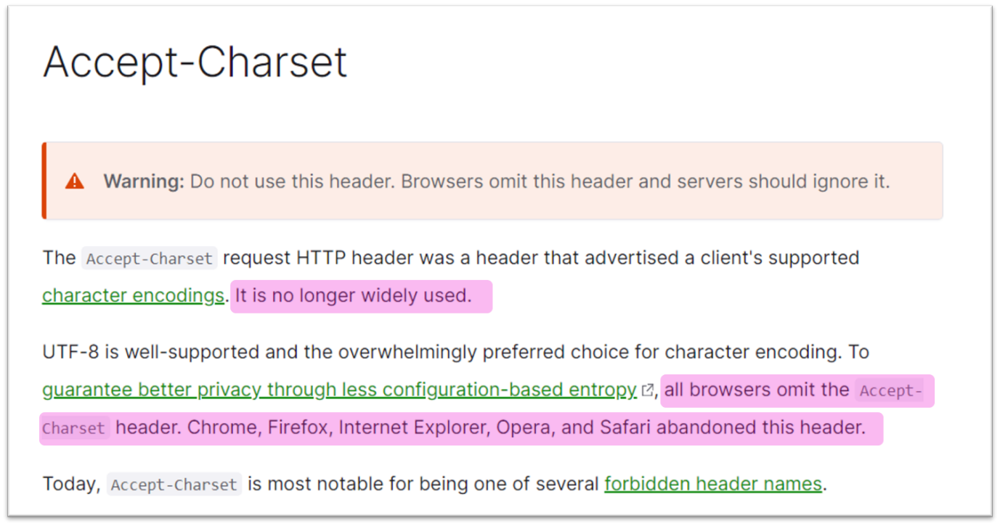 Accept-Charset
Warning: Do not use this header. Browsers omit this header and servers should ignore it.
The Accept-Charset request HTTP header was a header that advertised a client's supported
character encodings. It is no longer widely used.
UTF-8 is well-supported and the overwhelmingly preferred choice for character encoding. To
guarantee better privacy through less configuration-based entropy, all browsers omit the Accept-
Charset header. Chrome, Firefox, Internet Explorer, Opera, and Safari abandoned this header.
Today, Accept-Charset is most notable for being one of several forbidden header names.